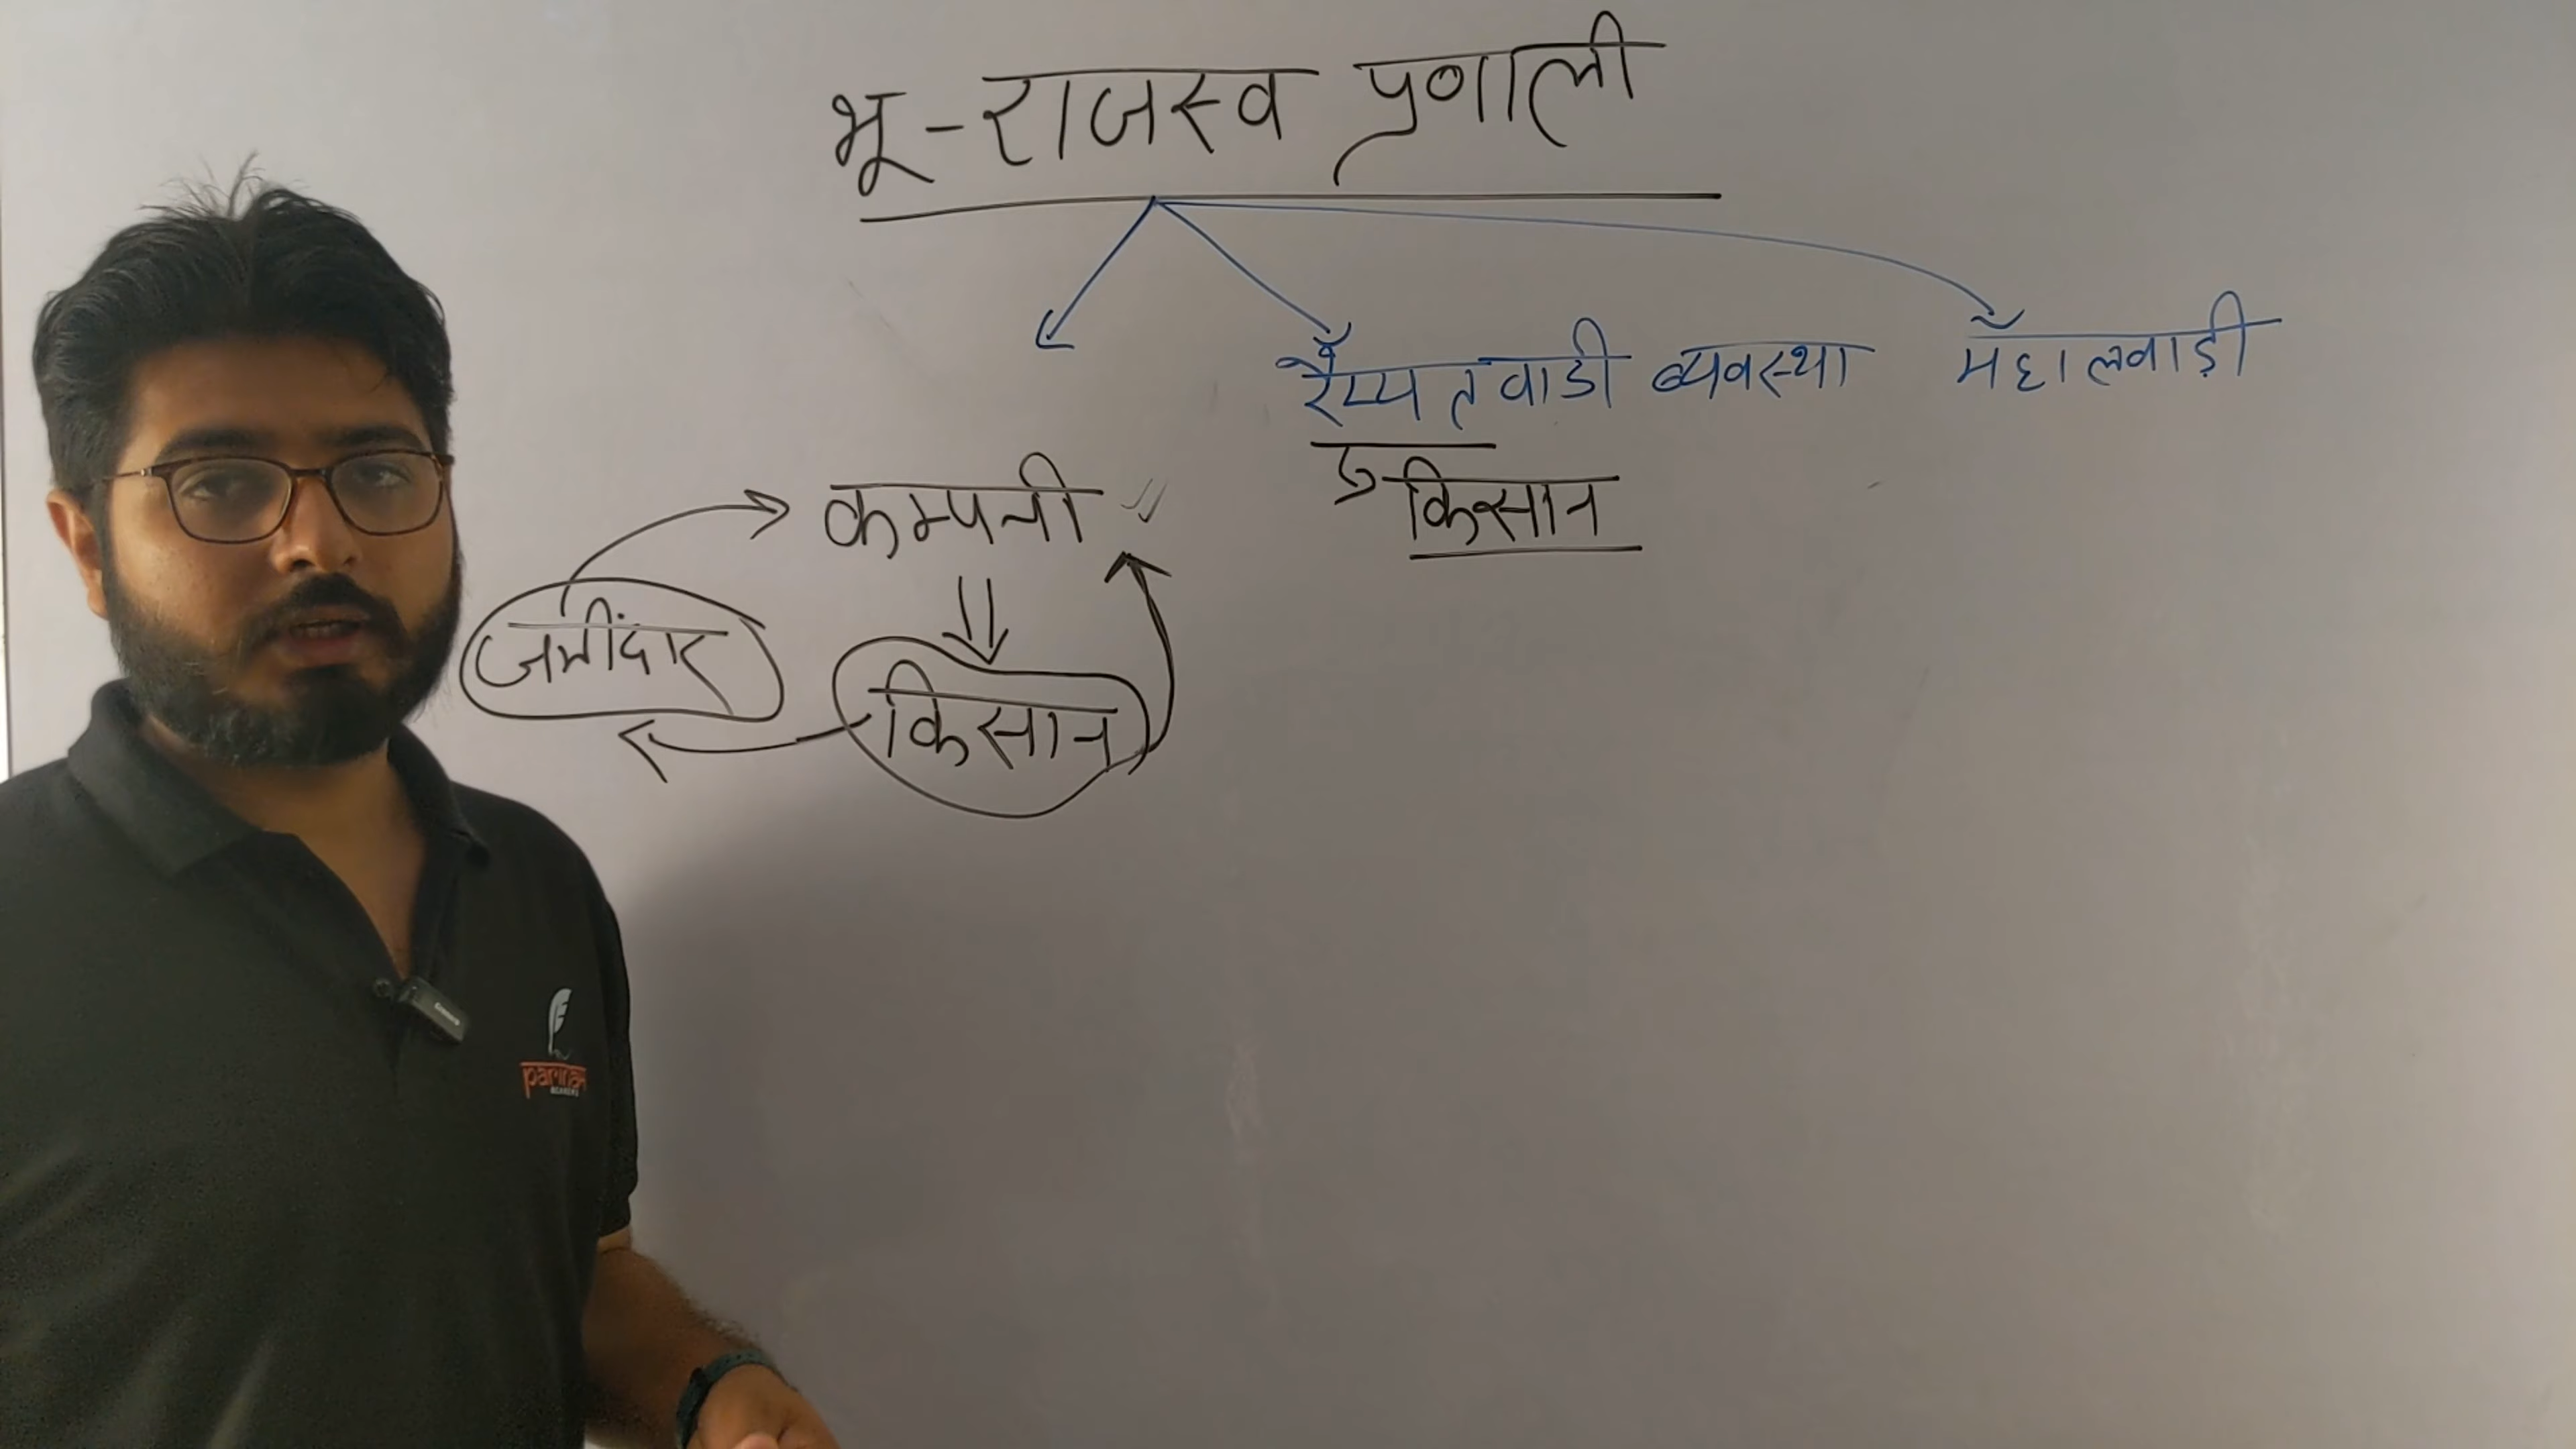 भू-राजस्व प्रणाली
रैय्यतवाडी व्यवस्था
महालवाड़ी
किसान
कम्पनी
जमींदार
किसान